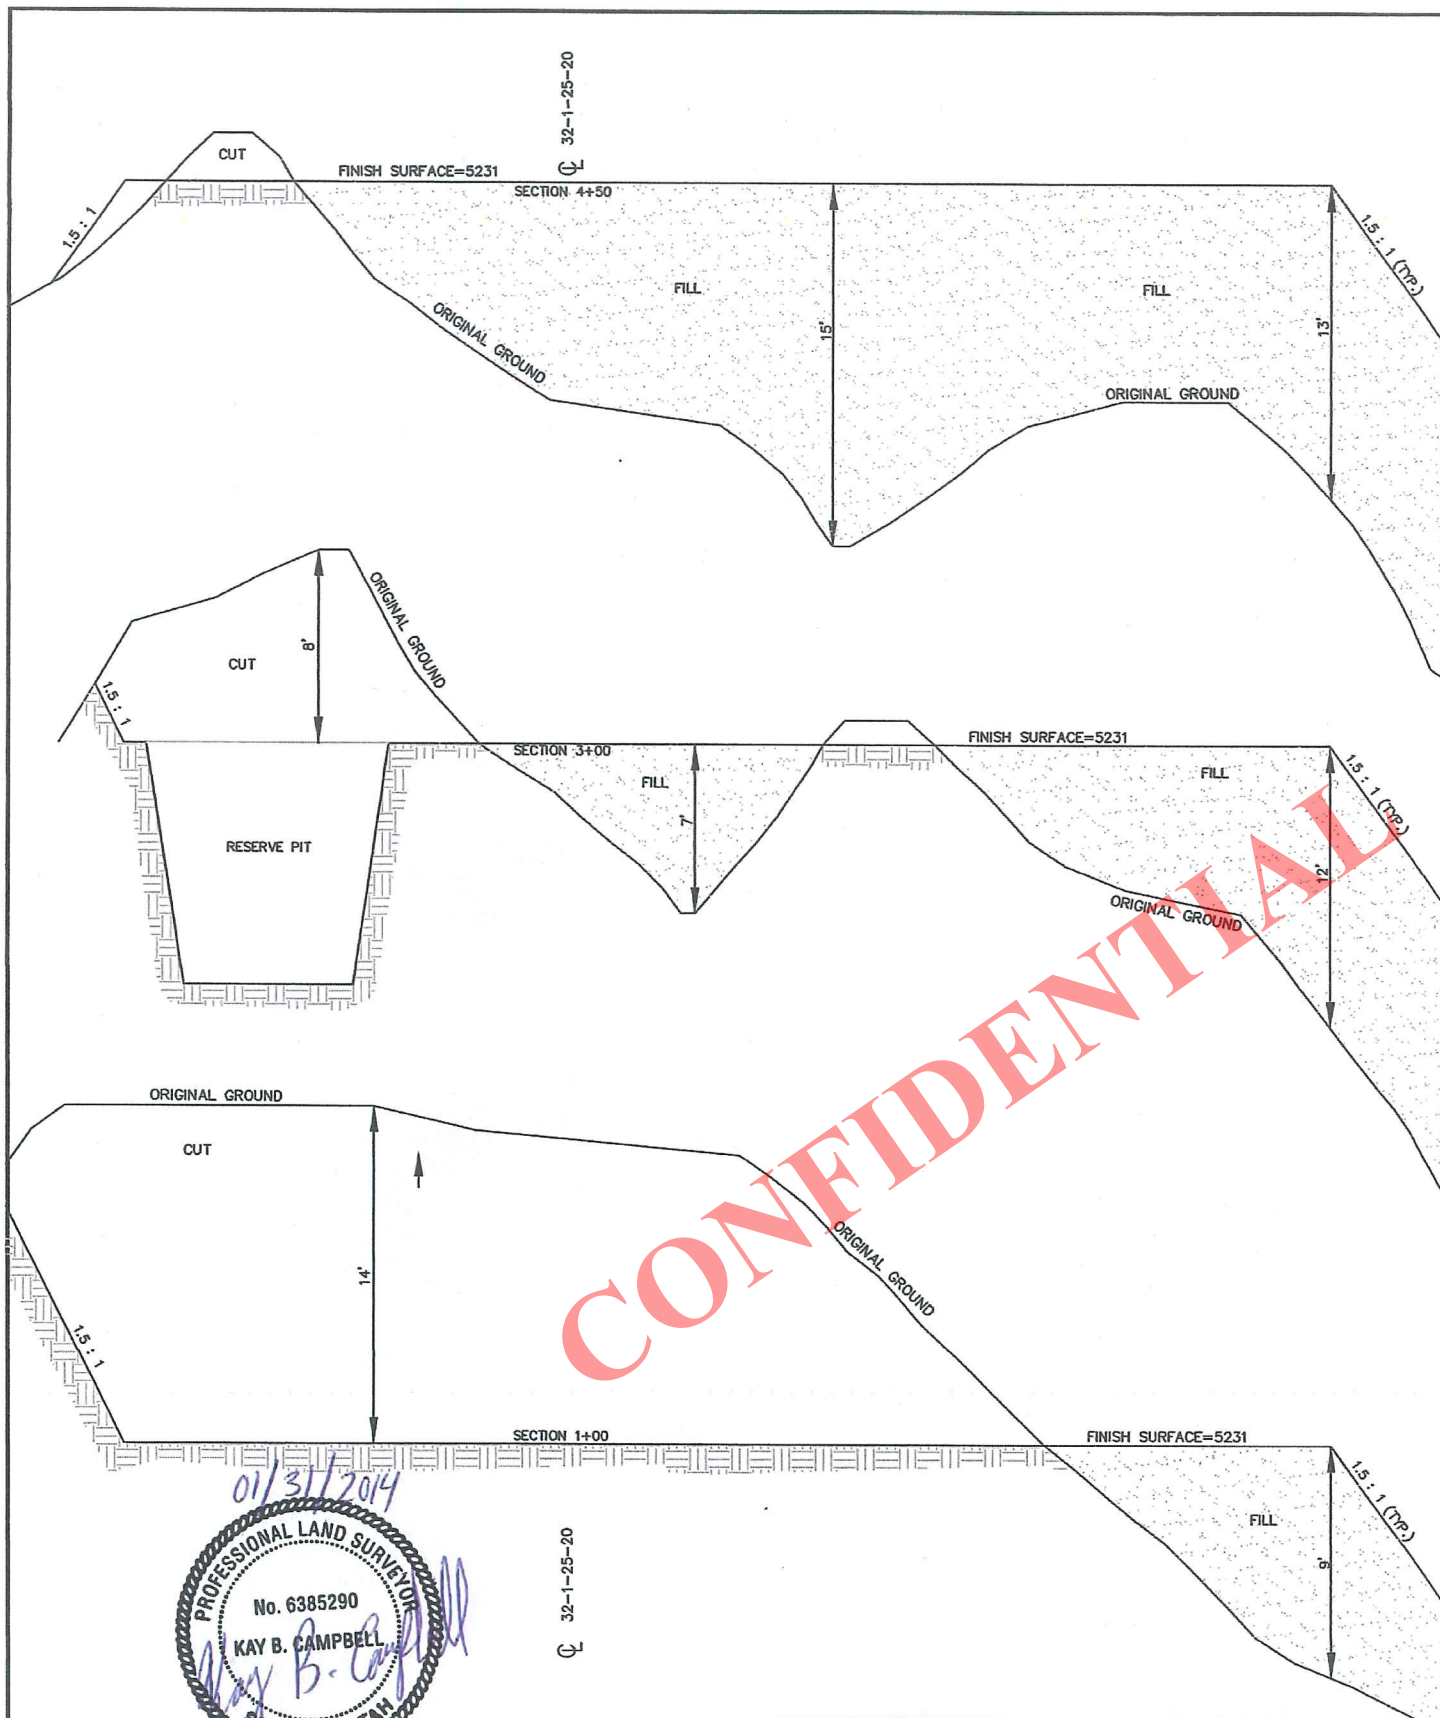 ℄ 32-1-25-20
CUT
FINISH SURFACE=5231
SECTION 4+50
1.5 : 1
1.5 : 1 (TYP.)
FILL
FILL
15'
13'
ORIGINAL GROUND
ORIGINAL GROUND
ORIGINAL GROUND
8'
CUT
1.5 : 1
SECTION 3+00
FINISH SURFACE=5231
FILL
FILL
1.5 : 1 (TYP.)
7'
12'
RESERVE PIT
ORIGINAL GROUND
CONFIDENTIAL
ORIGINAL GROUND
CUT
ORIGINAL GROUND
14'
1.5 : 1
SECTION 1+00
FINISH SURFACE=5231
1.5 : 1 (TYP.)
FILL
9'
01/31/2014
PROFESSIONAL LAND SURVEYOR
No. 6385290
KAY B. CAMPBELL
Kay B. Campbell
℄ 32-1-25-20